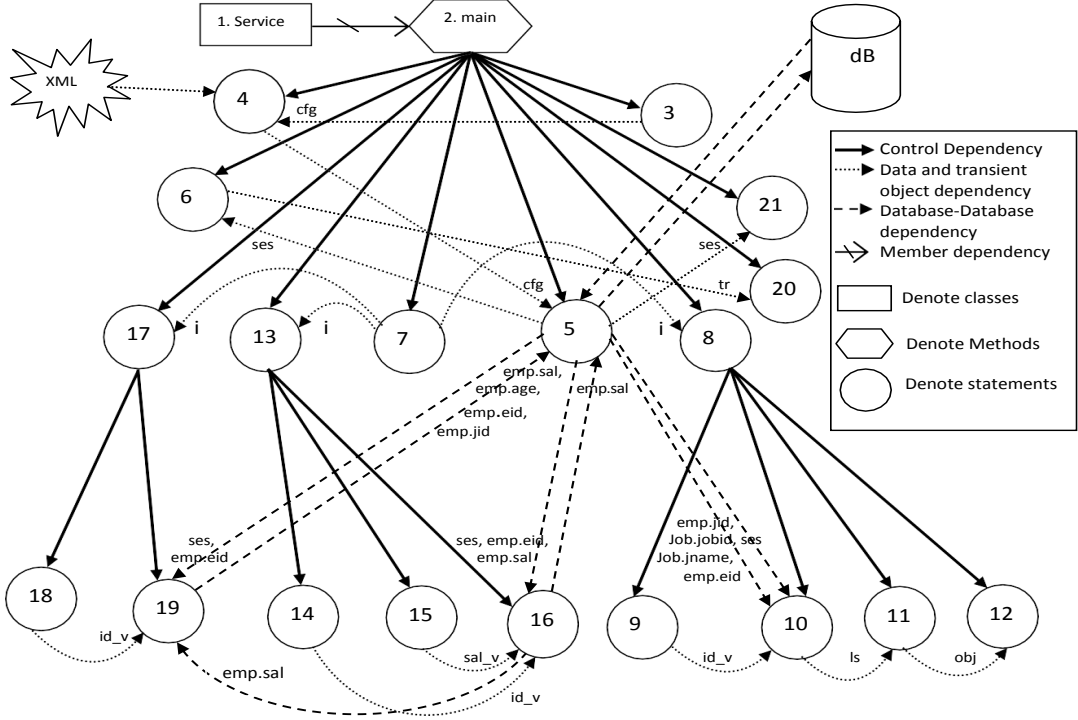 1. Service
2. main
dB
XML
4
cfg
3
Control Dependency
Data and transient
object dependency
Database-Database
dependency
Member dependency
Denote classes
Denote Methods
Denote statements
6
21
ses
ses
cfg
tr
20
17
i
13
i
7
5
i
8
emp.sal,
emp.age,
emp.sal
emp.eid,
emp.jid
ses,
emp.eid
ses, emp.eid,
emp.sal
emp.jid,
Job.jobid, ses
Job.jname,
emp.eid
18
19
14
15
16
9
10
11
12
id_v
sal_v
id_v
ls
obj
emp.sal
id_v